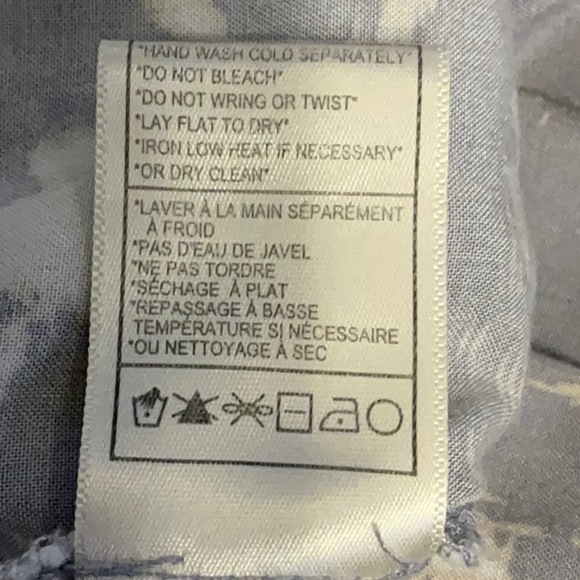 "HAND WASH COLD SEPARATELY"
"DO NOT BLEACH"
"DO NOT WRING OR TWIST"
"LAY FLAT TO DRY"
"IRON LOW HEAT IF NECESSARY"
"OR DRY CLEAN"
"LAVER À LA MAIN SÉPARÉMENT
À FROID
"PAS D'EAU DE JAVEL
"NE PAS TORDRE
"SÉCHAGE À PLAT
"REPASSAGE À BASSE
TEMPÉRATURE SI NÉCESSAIRE
"OU NETTOYAGE À SEC